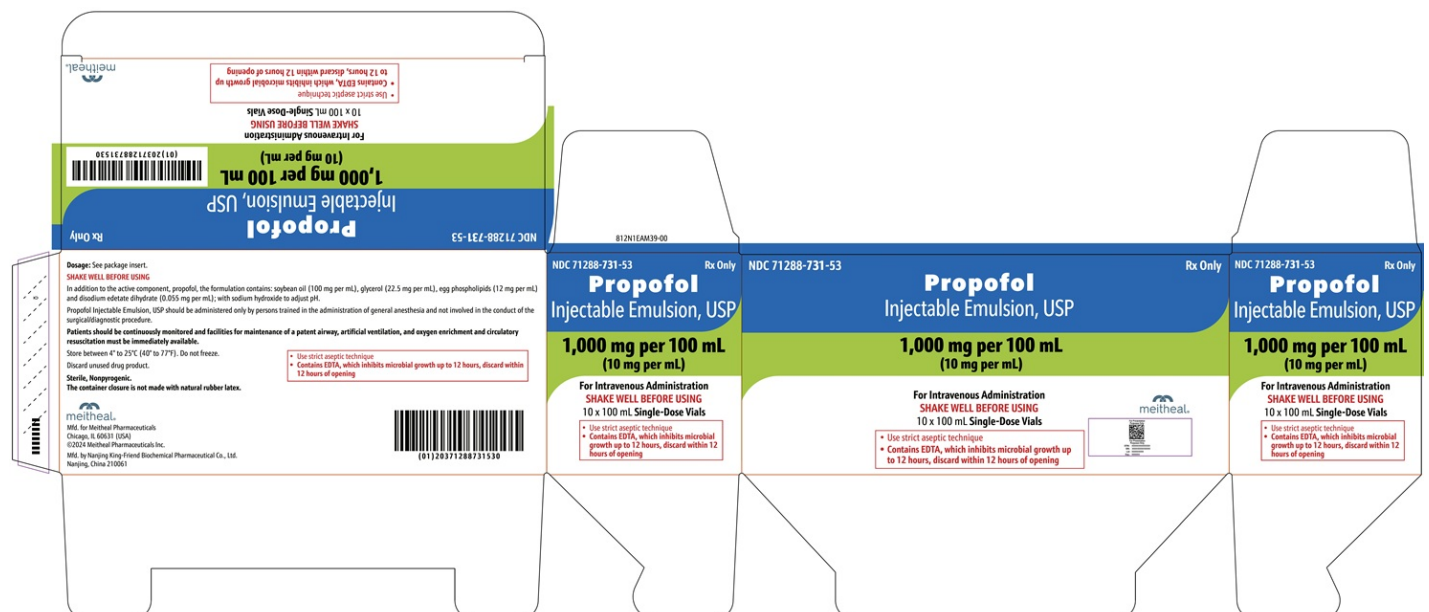 meitheal®
• Use strict aseptic technique
• Contains EDTA, which inhibits microbial growth up
to 12 hours, discard within 12 hours of opening
For Intravenous Administration
SHAKE WELL BEFORE USING
10 x 100 mL Single-Dose Vials
1,000 mg per 100 mL
(10 mg per mL)
(01)20371288731530
Propofol
Injectable Emulsion, USP
NDC 71288-731-53
Rx Only
Dosage: See package insert.
SHAKE WELL BEFORE USING
In addition to the active component, propofol, the formulation contains: soybean oil (100 mg per mL), glycerol (22.5 mg per mL), egg phospholipids (12 mg per mL)
and disodium edetate dihydrate (0.055 mg per mL); with sodium hydroxide to adjust pH.
Propofol Injectable Emulsion, USP should be administered only by persons trained in the administration of general anesthesia and not involved in the conduct of the
surgical/diagnostic procedure.
Patients should be continuously monitored and facilities for maintenance of a patent airway, artificial ventilation, and oxygen enrichment and circulatory
resuscitation must be immediately available.
Store between 4° to 25°C (40° to 77°F). Do not freeze.
Discard unused drug product.
Sterile, Nonpyrogenic.
The container closure is not made with natural rubber latex.
• Use strict aseptic technique
• Contains EDTA, which inhibits microbial growth up to 12 hours, discard within
12 hours of opening
meitheal®
Mfd. for Meitheal Pharmaceuticals
Chicago, IL 60631 (USA)
©2024 Meitheal Pharmaceuticals Inc.
Mfd. by Nanjing King-Friend Biochemical Pharmaceutical Co., Ltd.
Nanjing, China 210061
(01)20371288731530
812N1EAM39-00
NDC 71288-731-53
Rx Only
Propofol
Injectable Emulsion, USP
1,000 mg per 100 mL
(10 mg per mL)
For Intravenous Administration
SHAKE WELL BEFORE USING
10 x 100 mL Single-Dose Vials
• Use strict aseptic technique
• Contains EDTA, which inhibits microbial
growth up to 12 hours, discard within 12
hours of opening
NDC 71288-731-53
Rx Only
Propofol
Injectable Emulsion, USP
1,000 mg per 100 mL
(10 mg per mL)
For Intravenous Administration
SHAKE WELL BEFORE USING
10 x 100 mL Single-Dose Vials
• Use strict aseptic technique
• Contains EDTA, which inhibits microbial growth up
to 12 hours, discard within 12 hours of opening
meitheal®
NDC 71288-731-53
Rx Only
Propofol
Injectable Emulsion, USP
1,000 mg per 100 mL
(10 mg per mL)
For Intravenous Administration
SHAKE WELL BEFORE USING
10 x 100 mL Single-Dose Vials
• Use strict aseptic technique
• Contains EDTA, which inhibits microbial
growth up to 12 hours, discard within 12
hours of opening